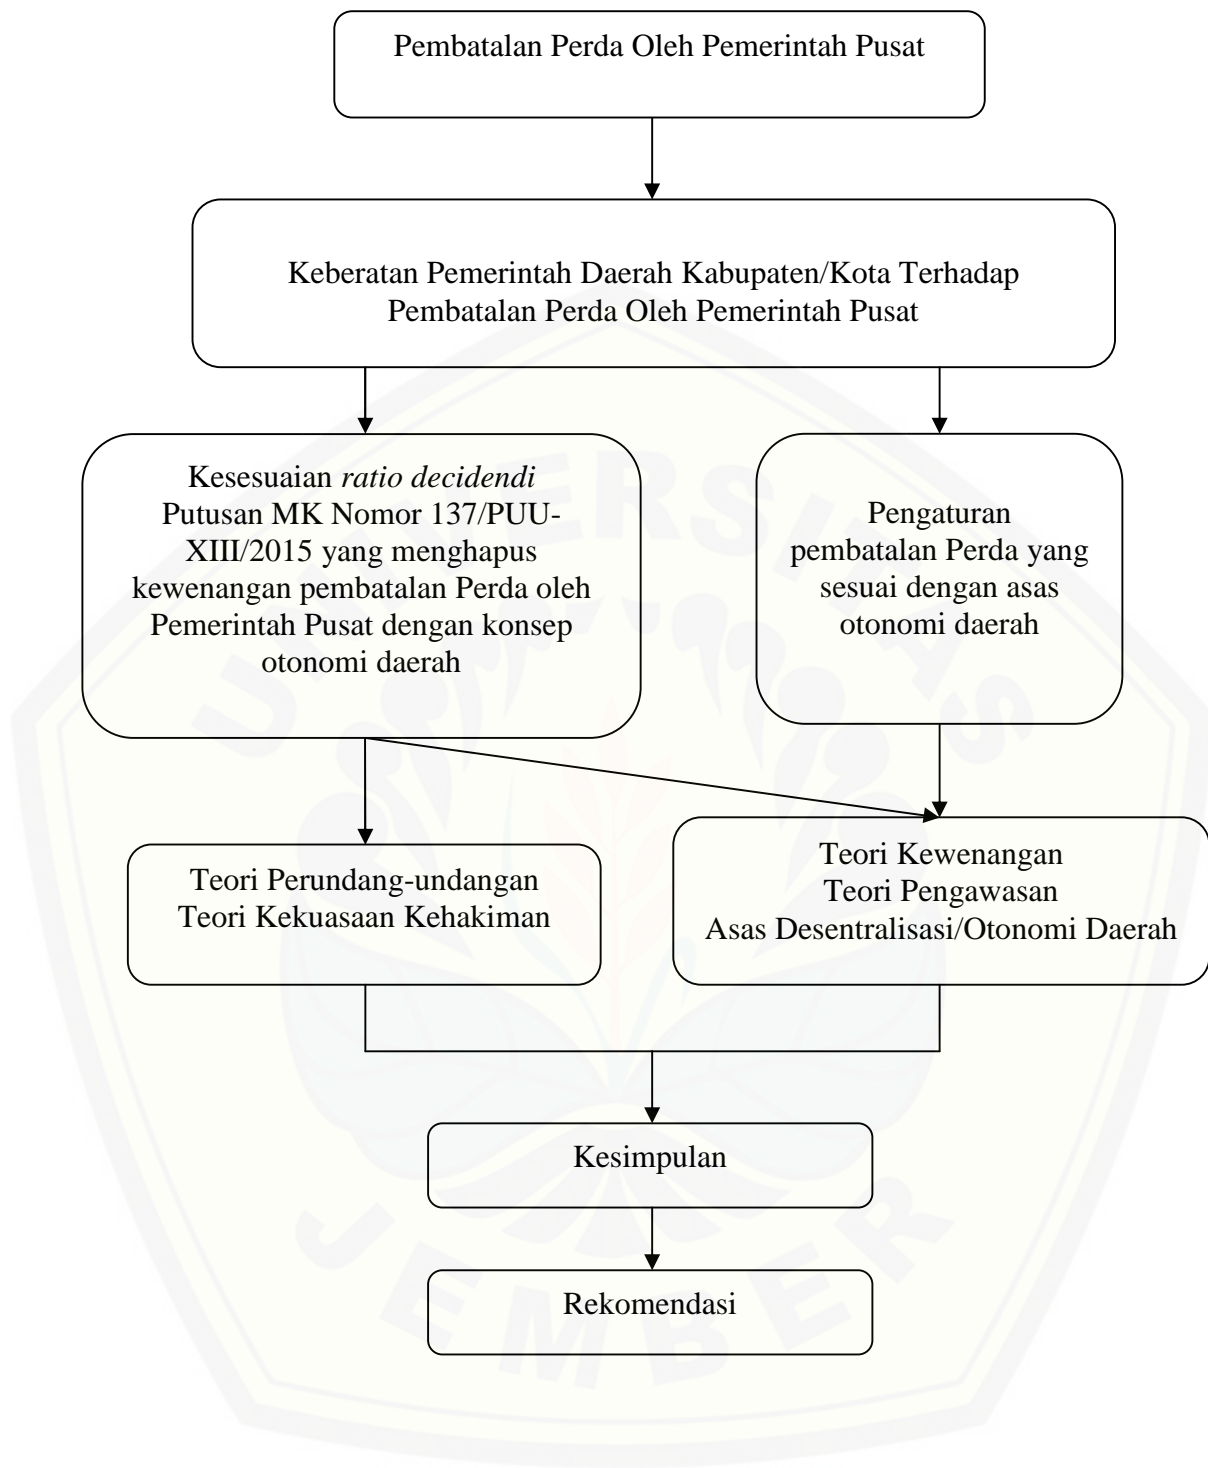 Pembatalan Perda Oleh Pemerintah Pusat
Keberatan Pemerintah Daerah Kabupaten/Kota Terhadap
Pembatalan Perda Oleh Pemerintah Pusat
Kesesuaian ratio decidendi
Putusan MK Nomor 137/PUU-
XIII/2015 yang menghapus
kewenangan pembatalan Perda oleh
Pemerintah Pusat dengan konsep
otonomi daerah
Pengaturan
pembatalan Perda yang
sesuai dengan asas
otonomi daerah
Teori Perundang-undangan
Teori Kekuasaan Kehakiman
Teori Kewenangan
Teori Pengawasan
Asas Desentralisasi/Otonomi Daerah
Kesimpulan
Rekomendasi
UNIVERSITAS
JEMBER